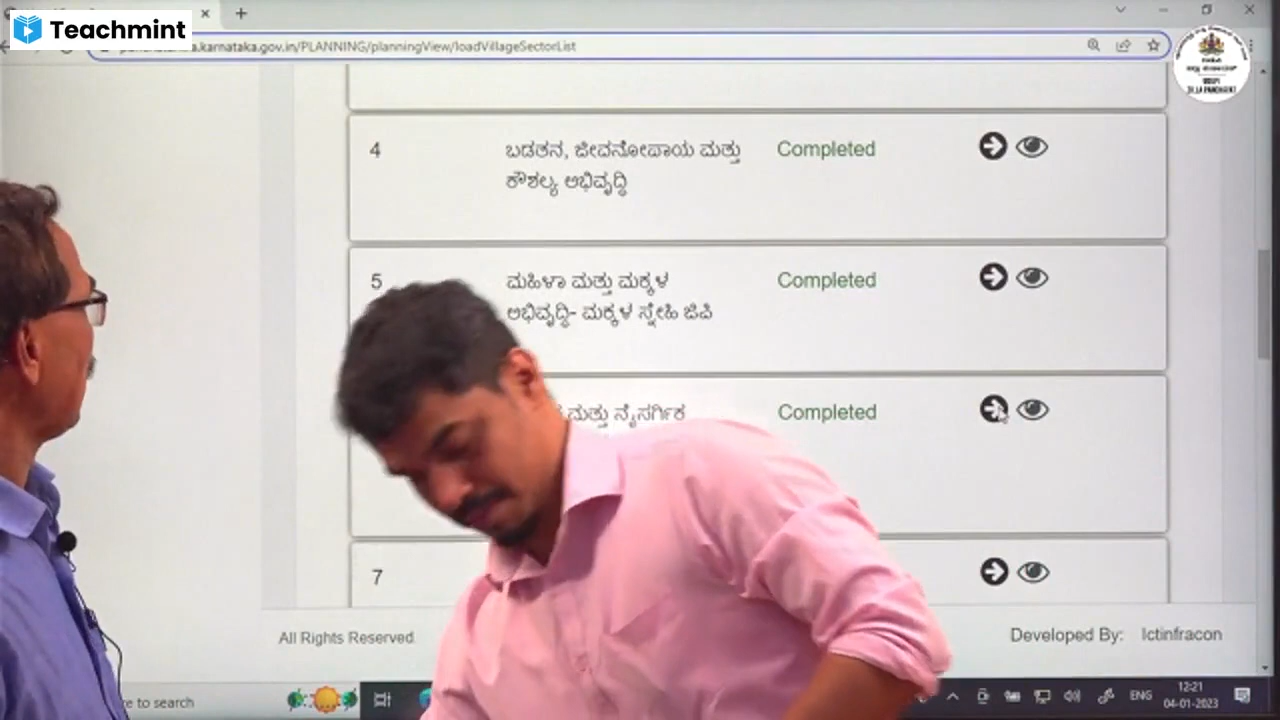 Teachmint
.karnataka.gov.in/PLANNING/planningView/loadVillageSectorList
4 ಬಡತನ, ಜೀವನೋಪಾಯ ಮತ್ತು Completed
ಕೌಶಲ್ಯ ಅಭಿವೃದ್ಧಿ
5 ಮಹಿಳಾ ಮತ್ತು ಮಕ್ಕಳ Completed
ಅಭಿವೃದ್ಧಿ- ಮಕ್ಕಳ ಸ್ನೇಹಿ ಜಿಪಿ
ಮತ್ತು ನೈಸರ್ಗಿಕ Completed
7
All Rights Reserved
Developed By: Ictinfracon
to search
ENG
12:21
04-01-2023